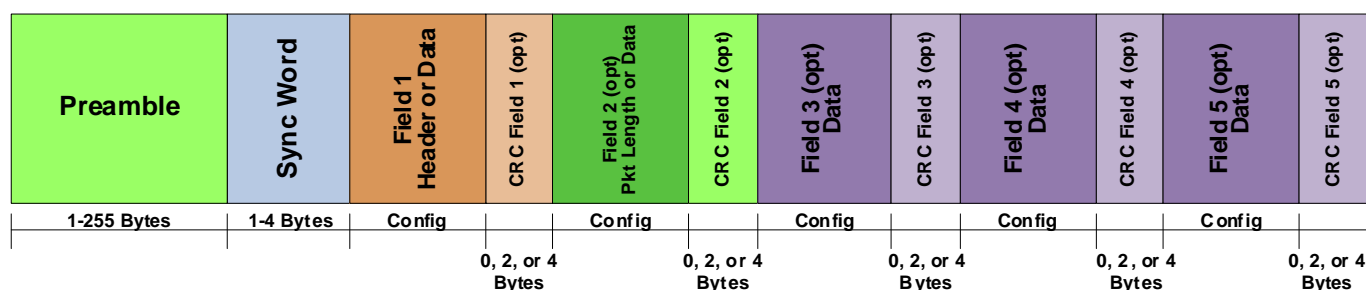 Preamble
Sync Word
Field 1
Header or Data
CRC Field 1 (opt)
Field 2 (opt)
Pkt Length or Data
CRC Field 2 (opt)
Field 3 (opt)
Data
CRC Field 3 (opt)
Field 4 (opt)
Data
CRC Field 4 (opt)
Field 5 (opt)
Data
CRC Field 5 (opt)
1-255 Bytes
1-4 Bytes
Config
Config
Config
Config
Config
0, 2, or 4
Bytes
0, 2, or 4
Bytes
0, 2, or 4
Bytes
0, 2, or 4
Bytes
0, 2, or 4
Bytes